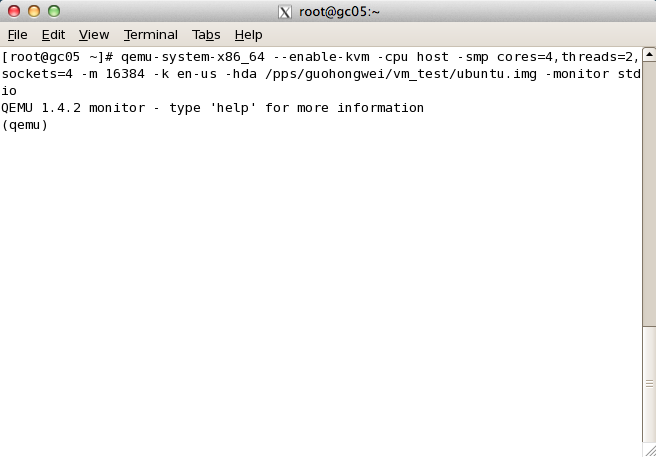 root@gc05:~
File Edit View Terminal Tabs Help
[root@gc05 ~]# qemu-system-x86_64 --enable-kvm -cpu host -smp cores=4,threads=2,
sockets=4 -m 16384 -k en-us -hda /pps/guohongwei/vm_test/ubuntu.img -monitor std
io
QEMU 1.4.2 monitor - type 'help' for more information
(qemu)